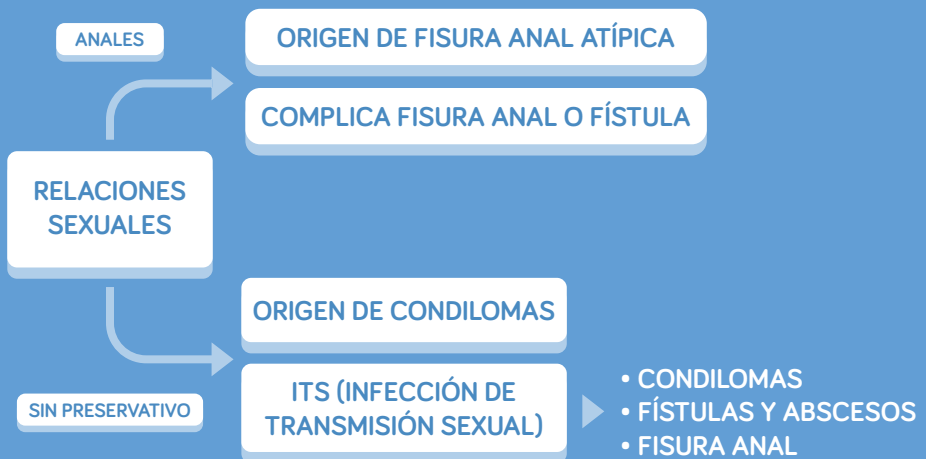 ANALES
ORIGEN DE FISURA ANAL ATÍPICA
COMPLICA FISURA ANAL O FÍSTULA
RELACIONES
SEXUALES
ORIGEN DE CONDILOMAS
SIN PRESERVATIVO
ITS (INFECCIÓN DE
TRANSMISIÓN SEXUAL)
• CONDILOMAS
• FÍSTULAS Y ABSCESOS
• FISURA ANAL